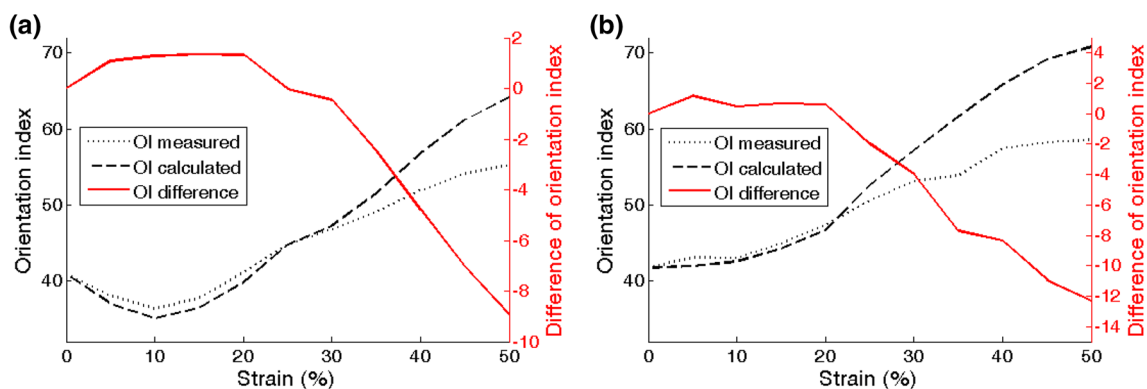 (a)
Orientation index
70
60
50
40
OI measured
OI calculated
OI difference
2
0
-2
-4
-6
-8
-10
Difference of orientation index
0 10 20 30 40 50
Strain (%)
(b)
Orientation index
70
60
50
40
OI measured
OI calculated
OI difference
4
2
0
-2
-4
-6
-8
-10
-12
-14
Difference of orientation index
0 10 20 30 40 50
Strain (%)